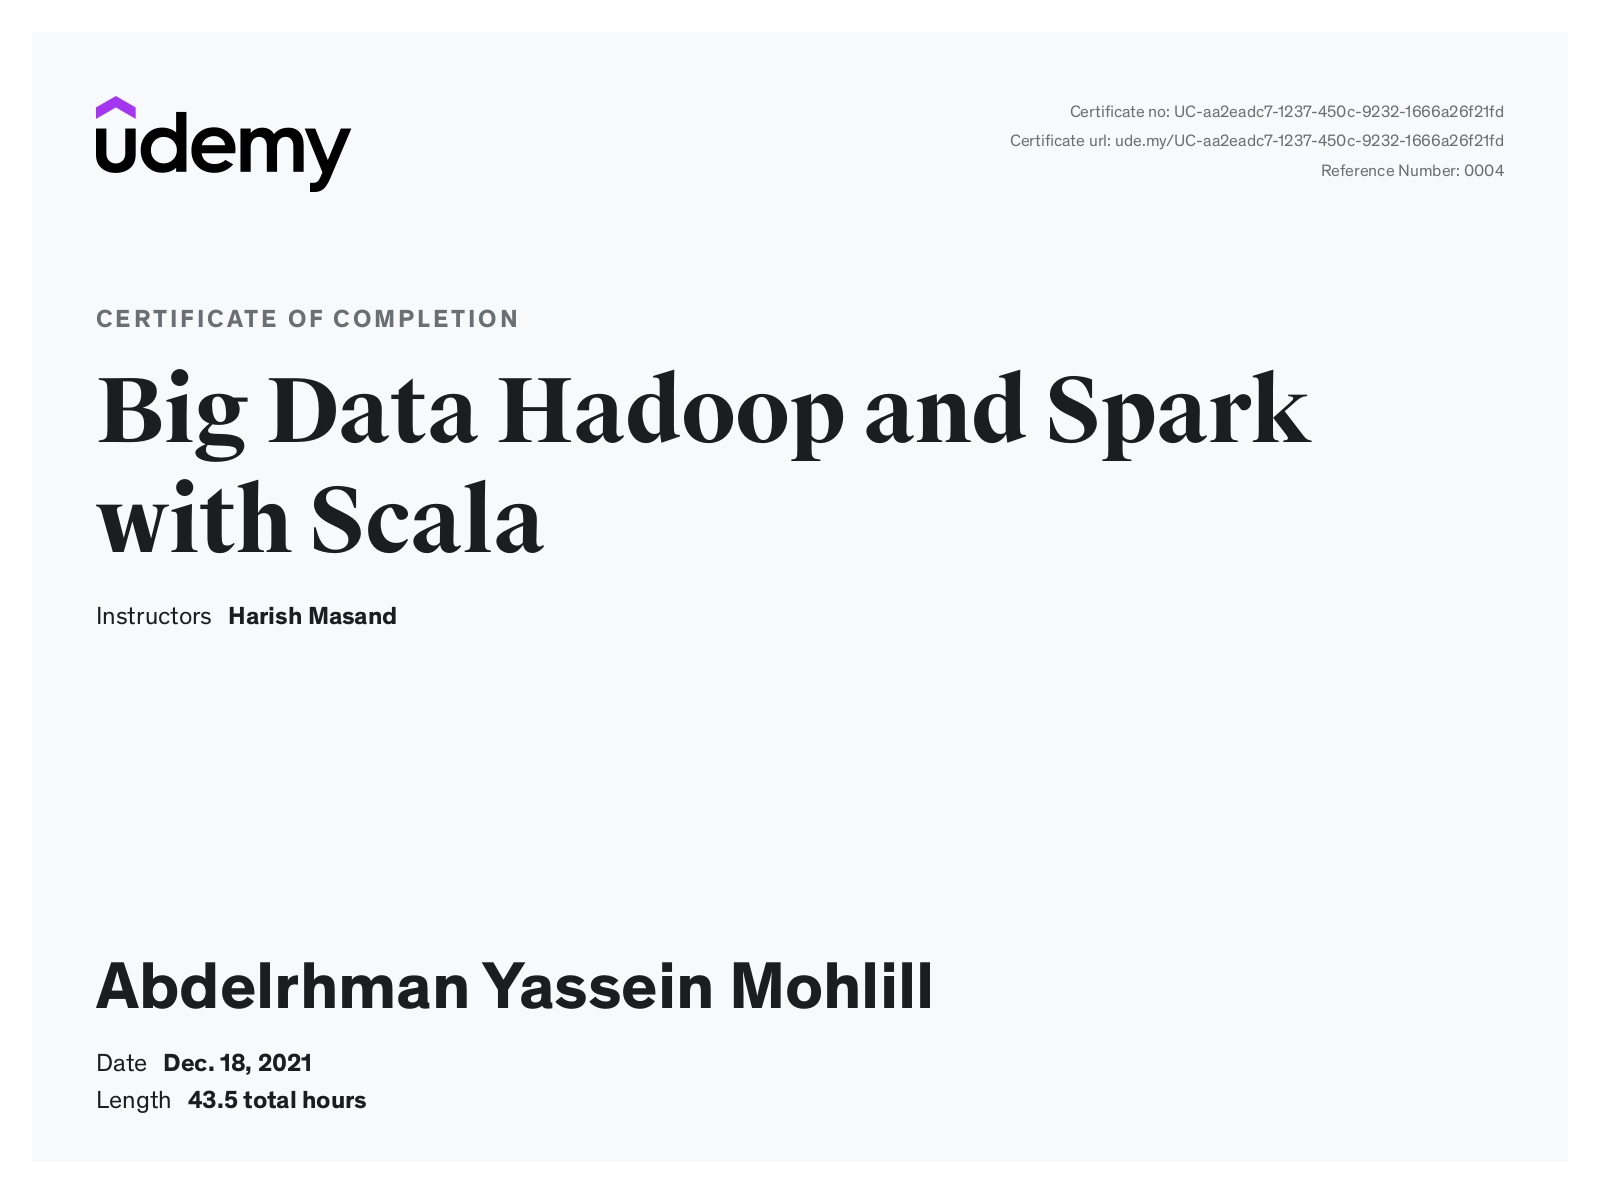 udemy
Certificate no: UC-aa2eadc7-1237-450c-9232-1666a26f21fd
Certificate url: ude.my/UC-aa2eadc7-1237-450c-9232-1666a26f21fd
Reference Number: 0004
CERTIFICATE OF COMPLETION
Big Data Hadoop and Spark
with Scala
Instructors Harish Masand
Abdelrhman Yassein Mohlill
Date Dec. 18, 2021
Length 43.5 total hours